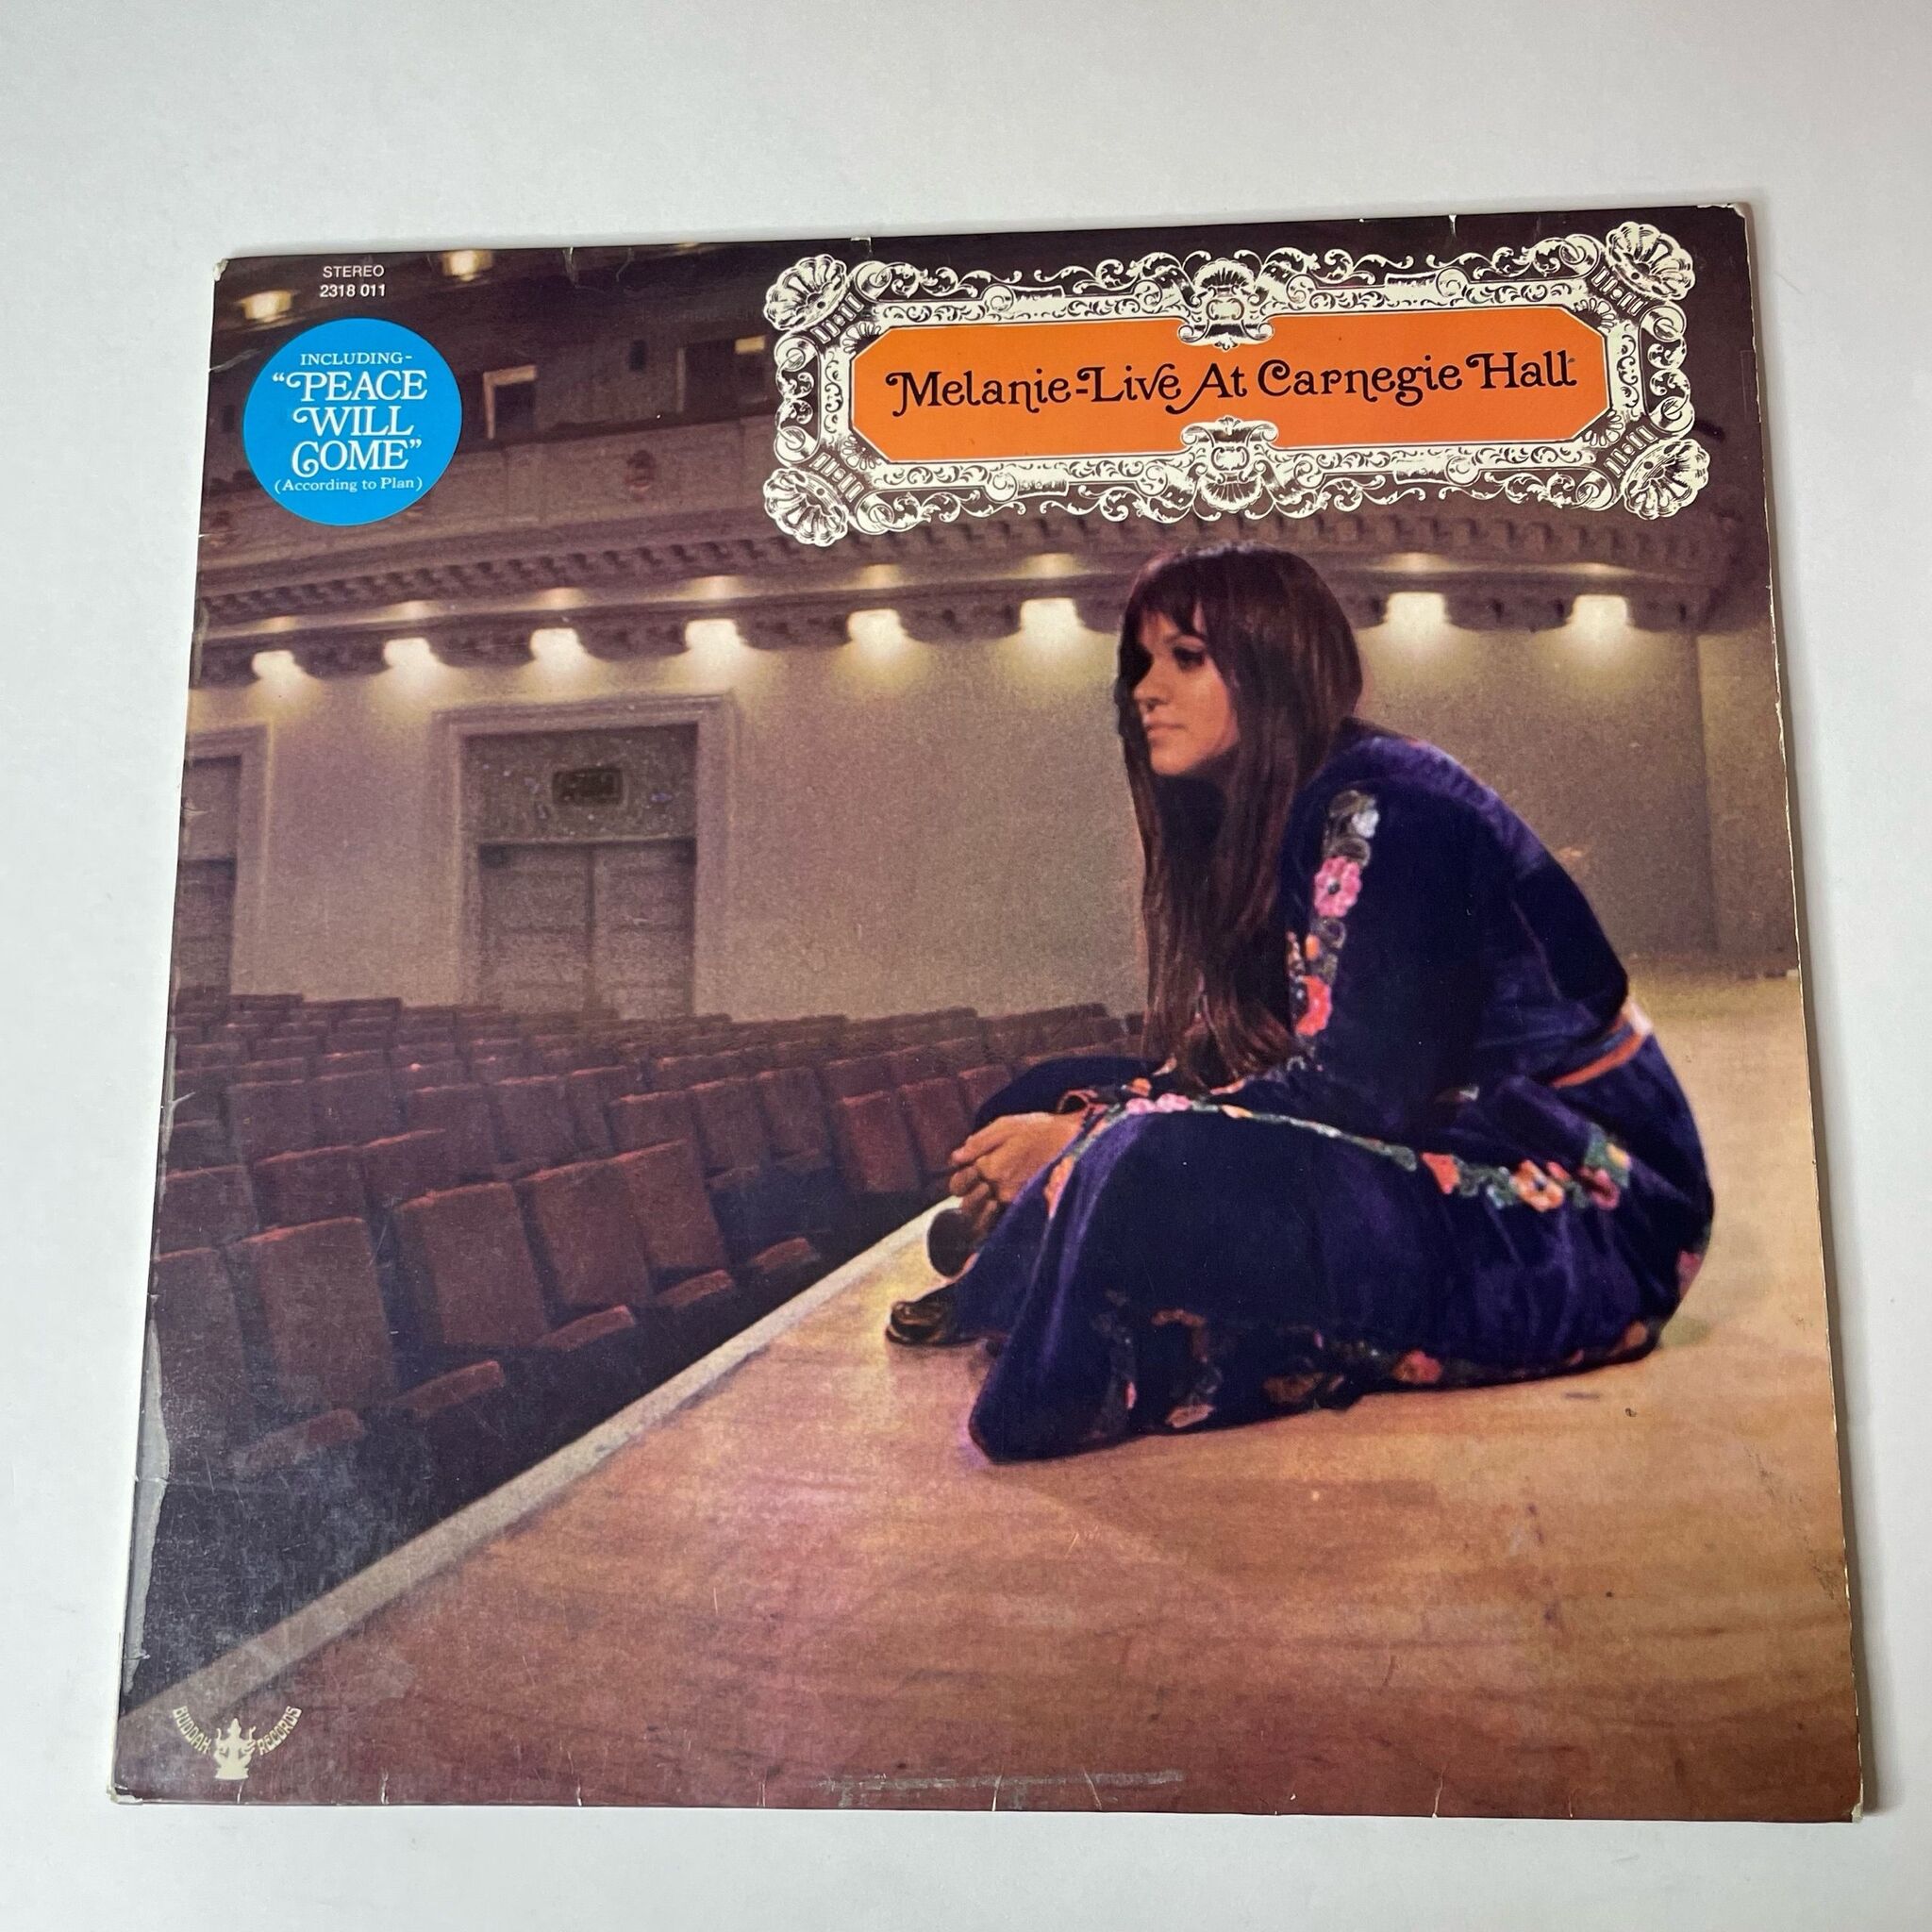 STEREO
2318 011
INCLUDING-
"PEACE
WILL
COME"
(According to Plan)
Melanie-Live At Carnegie Hall
BUDDAH RECORDS